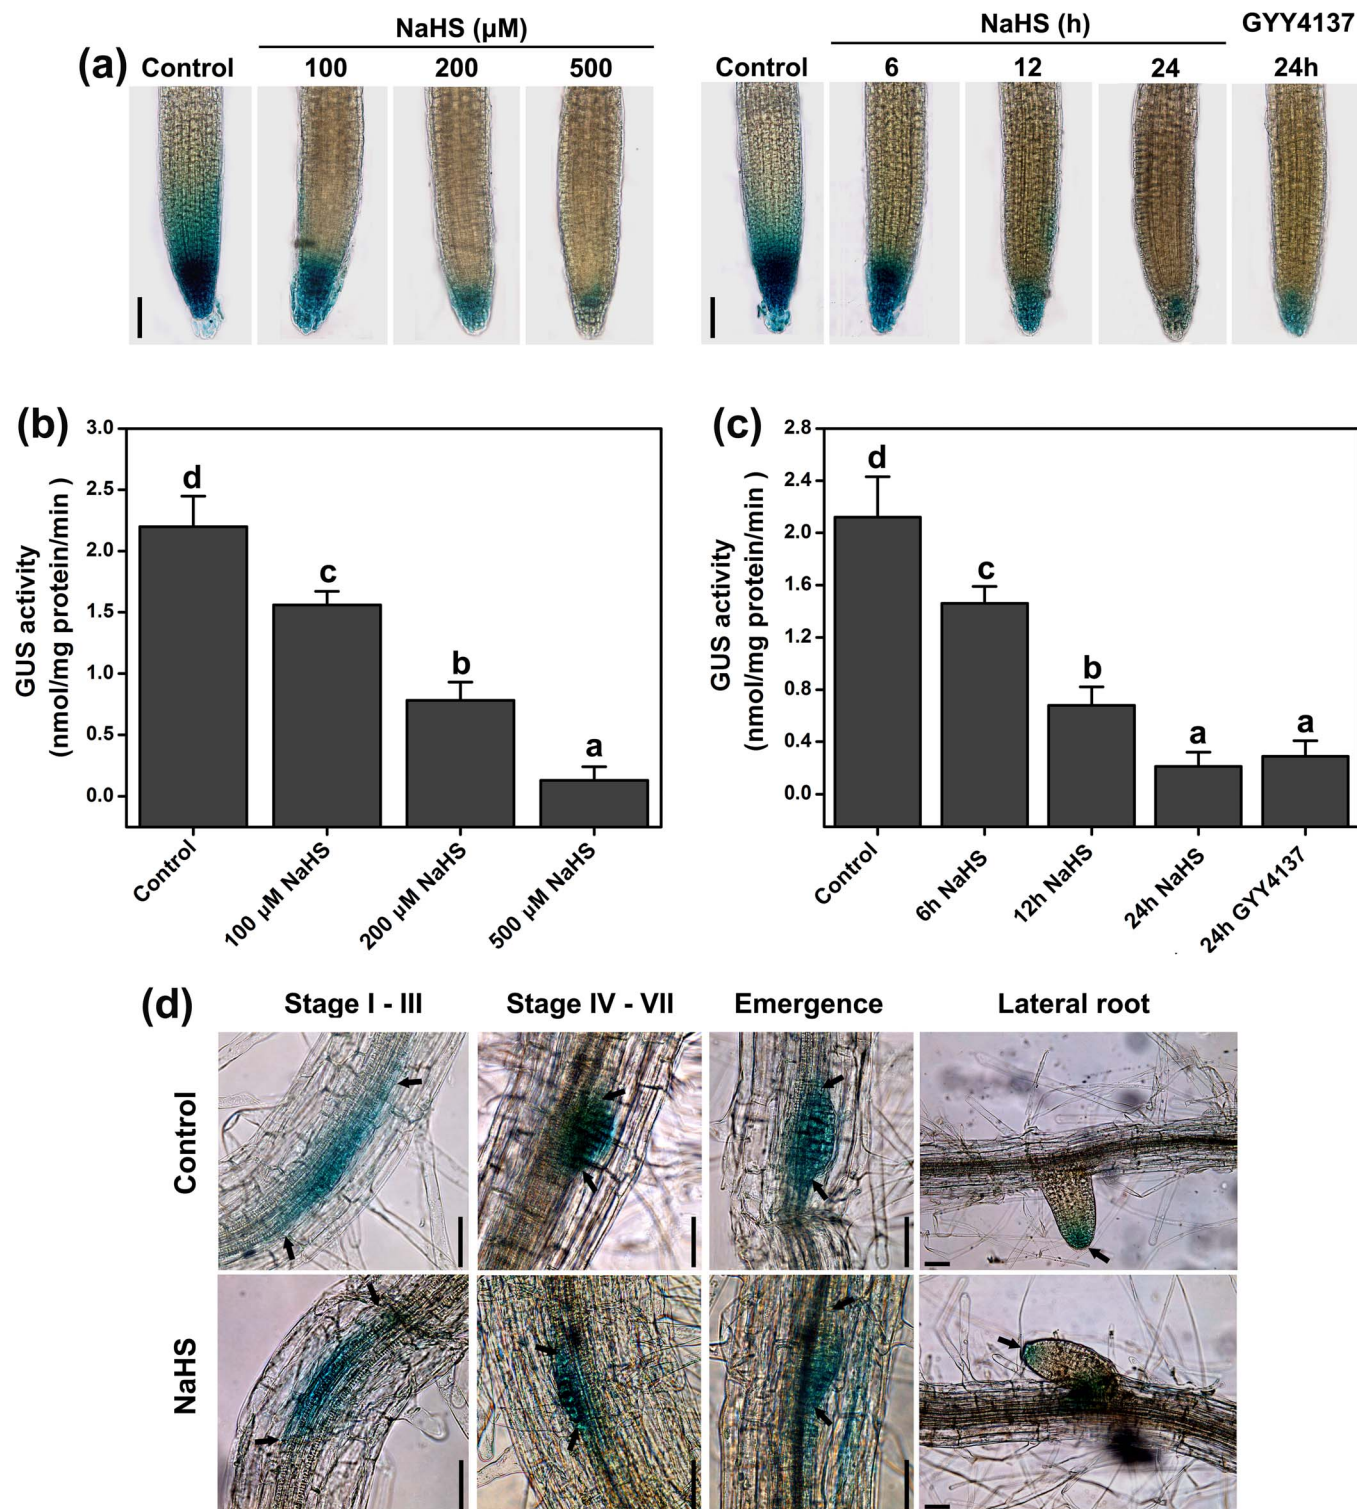 (a)
NaHS (µM)
Control 100 200 500
NaHS (h) GYY4137
Control 6 12 24 24h
(b)
GUS activity
(nmol/mg protein/min )
3.0
2.5
2.0
1.5
1.0
0.5
0.0
d
c
b
a
Control
100 µM NaHS
200 µM NaHS
500 µM NaHS
(c)
GUS activity
(nmol/mg protein/min )
2.8
2.4
2.0
1.6
1.2
0.8
0.4
0.0
d
c
b
a
a
Control
6h NaHS
12h NaHS
24h NaHS
24h GYY4137
(d)
Stage I - III Stage IV - VII Emergence Lateral root
Control
NaHS